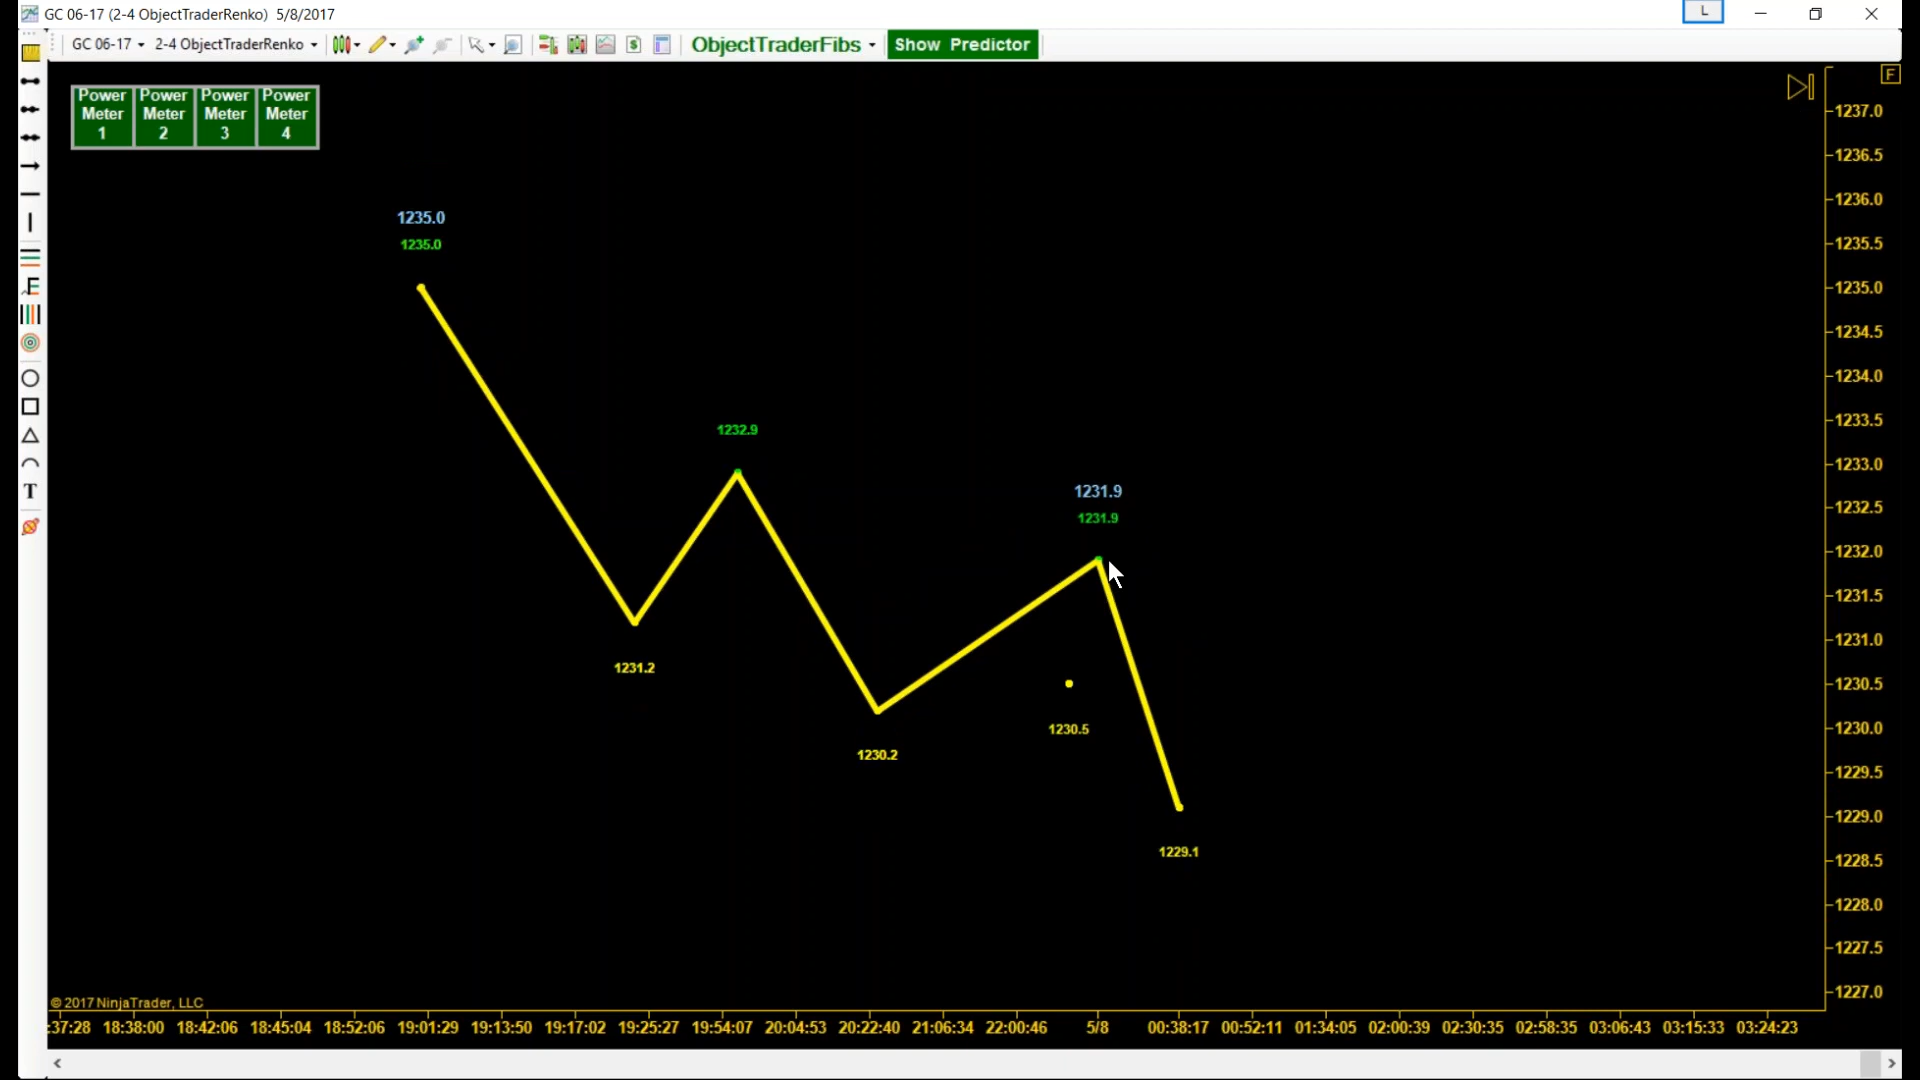 GC 06-17 (2-4 ObjectTraderRenko) 5/8/2017
L
GC 06-17 2-4 ObjectTraderRenko ObjectTraderFibs Show Predictor
F
Power Meter 1
Power Meter 2
Power Meter 3
Power Meter 4
1237.0
1236.5
1236.0
1235.5
1235.0
1234.5
1234.0
1233.5
1233.0
1232.5
1232.0
1231.5
1231.0
1230.5
1230.0
1229.5
1229.0
1228.5
1228.0
1227.5
1227.0
1235.0
1235.0
1232.9
1231.9
1231.9
1231.2
1230.5
1230.2
1229.1
T
© 2017 NinjaTrader, LLC
:37:28 18:38:00 18:42:06 18:45:04 18:52:06 19:01:29 19:13:50 19:17:02 19:25:27 19:54:07 20:04:53 20:22:40 21:06:34 22:00:46 5/8 00:38:17 00:52:11 01:34:05 02:00:39 02:30:35 02:58:35 03:06:43 03:15:33 03:24:23